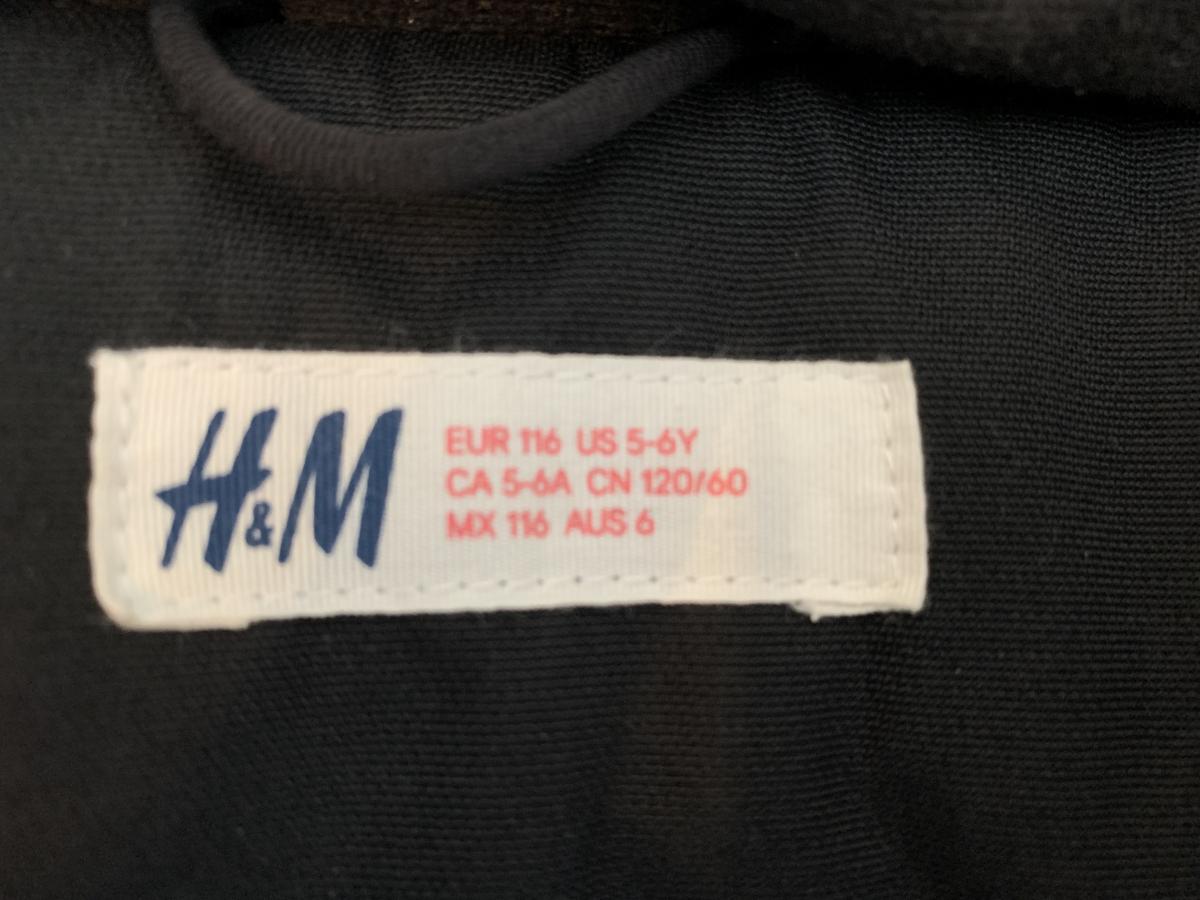 H&M
EUR 116 US 5-6Y
CA 5-6A CN 120/60
MX 116 AUS 6